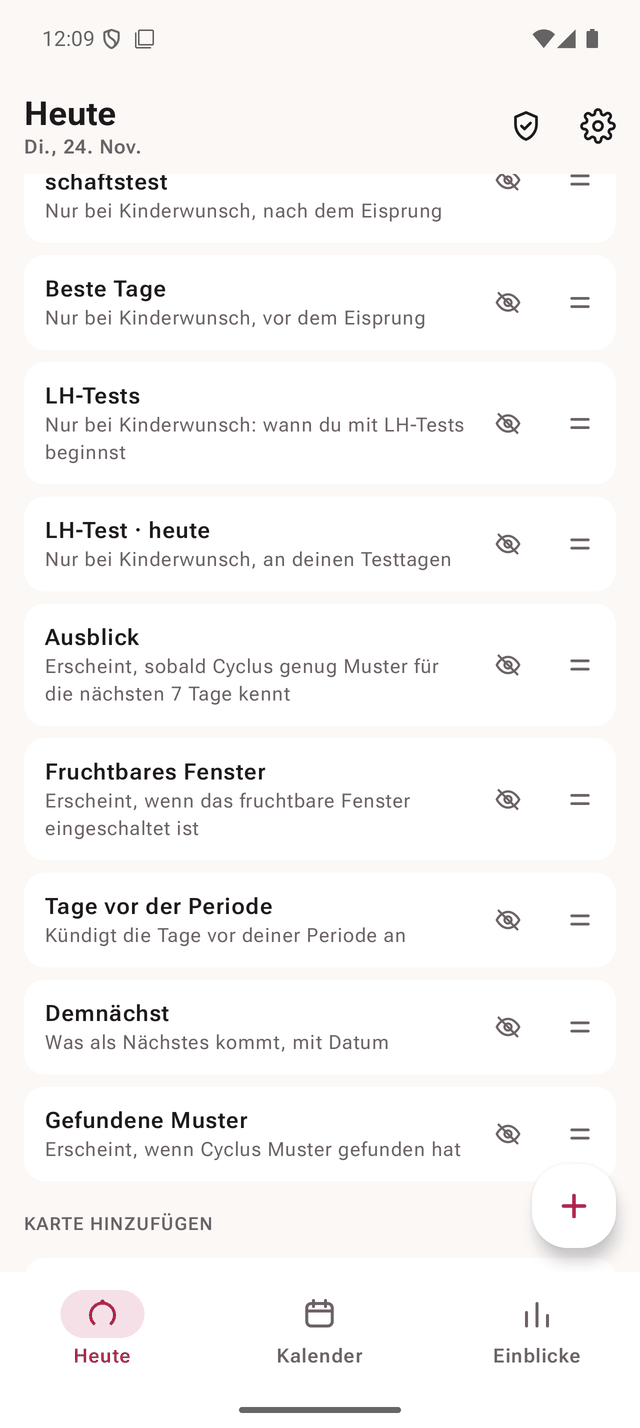 12:09
Heute
Di., 24. Nov.
schaftstest
Nur bei Kinderwunsch, nach dem Eisprung
Beste Tage
Nur bei Kinderwunsch, vor dem Eisprung
LH-Tests
Nur bei Kinderwunsch: wann du mit LH-Tests
beginnst
LH-Test · heute
Nur bei Kinderwunsch, an deinen Testtagen
Ausblick
Erscheint, sobald Cyclus genug Muster für
die nächsten 7 Tage kennt
Fruchtbares Fenster
Erscheint, wenn das fruchtbare Fenster
eingeschaltet ist
Tage vor der Periode
Kündigt die Tage vor deiner Periode an
Demnächst
Was als Nächstes kommt, mit Datum
Gefundene Muster
Erscheint, wenn Cyclus Muster gefunden hat
KARTE HINZUFÜGEN
Heute
Kalender
Einblicke